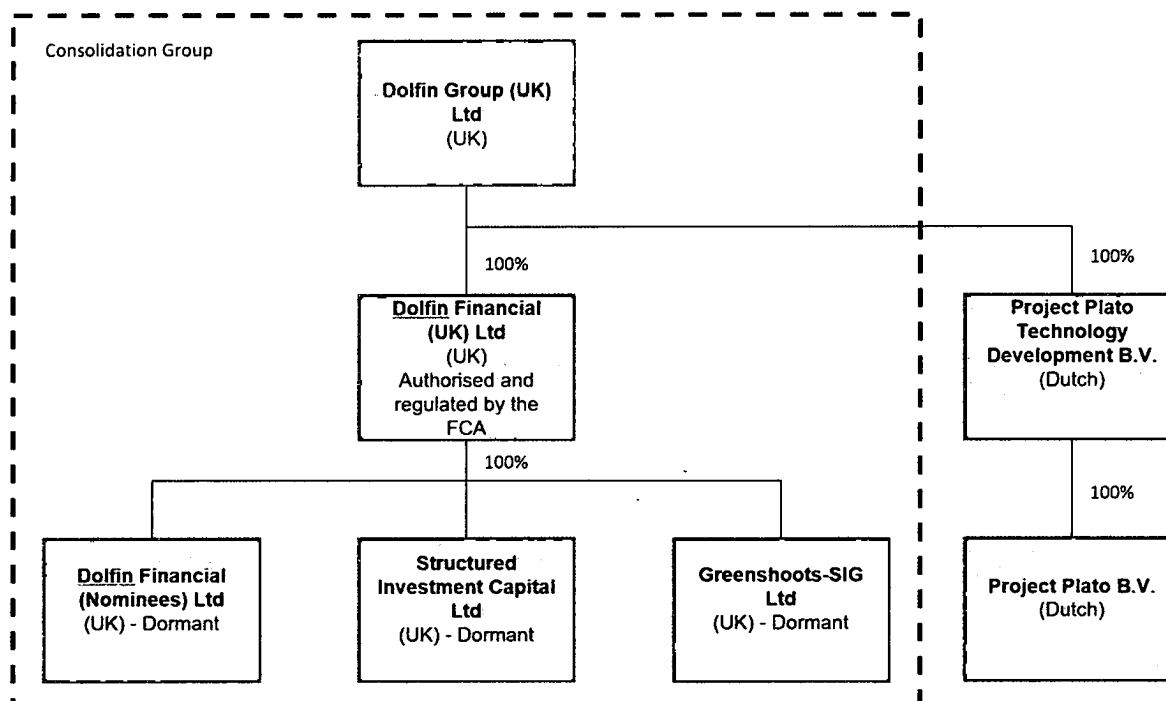 Consolidation Group
Dolfin Group (UK)
Ltd
(UK)
100%
100%
Dolfin Financial
(UK) Ltd
(UK)
Authorised and
regulated by the
FCA
Project Plato
Technology
Development B.V.
(Dutch)
100%
100%
Dolfin Financial
(Nominees) Ltd
(UK) - Dormant
Structured
Investment Capital
Ltd
(UK) - Dormant
Greenshoots-SIG
Ltd
(UK) - Dormant
Project Plato B.V.
(Dutch)